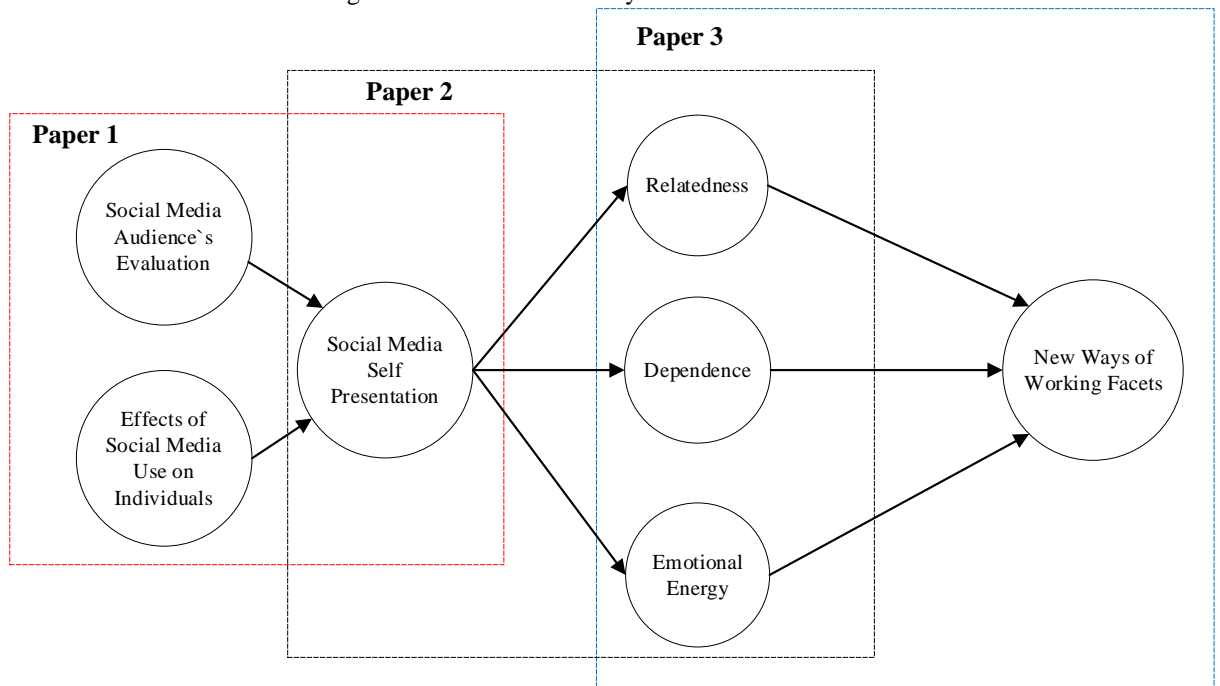 Paper 3
Paper 2
Paper 1
Social Media
Audience`s
Evaluation
Effects of
Social Media
Use on
Individuals
Social Media
Self
Presentation
Relatedness
Dependence
Emotional
Energy
New Ways of
Working Facets